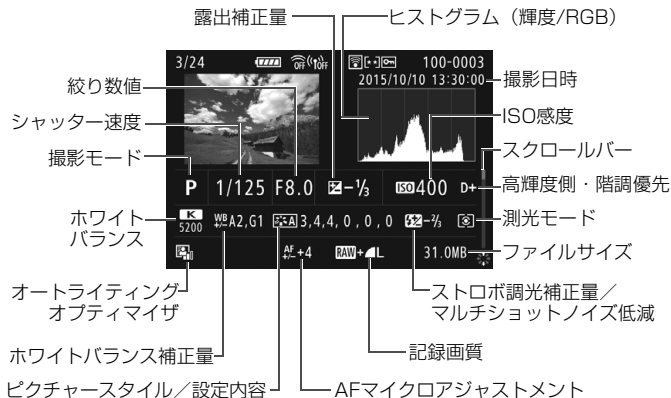 露出補正量
ヒストグラム（輝度/RGB）
3/24 OFF OFF 100-0003
2015/10/10 13:30:00
撮影日時
絞り数値
ISO感度
シャッター速度
スクロールバー
撮影モード
P 1/125 F8.0 -⅓ ISO 400 D+
高輝度側・階調優先
ホワイト
バランス
K
5200 WB+/- A2,G1 A 3,4,4,0,0,0 -⅔
測光モード
AF+/- +4 RAW+ L 31.0MB
ファイルサイズ
オートライティング
オプティマイザ
ストロボ調光補正量／
マルチショットノイズ低減
ホワイトバランス補正量
記録画質
ピクチャースタイル／設定内容
AFマイクロアジャストメント